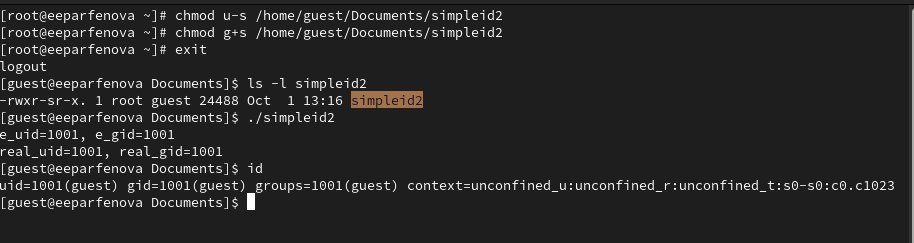 [root@eeparfenova ~]# chmod u-s /home/guest/Documents/simpleid2
[root@eeparfenova ~]# chmod g+s /home/guest/Documents/simpleid2
[root@eeparfenova ~]# exit
logout
[guest@eeparfenova Documents]$ ls -l simpleid2
-rwxr-sr-x. 1 root guest 24488 Oct  1 13:16 simpleid2
[guest@eeparfenova Documents]$ ./simpleid2
e_uid=1001, e_gid=1001
real_uid=1001, real_gid=1001
[guest@eeparfenova Documents]$ id
uid=1001(guest) gid=1001(guest) groups=1001(guest) context=unconfined_u:unconfined_r:unconfined_t:s0-s0:c0.c1023
[guest@eeparfenova Documents]$